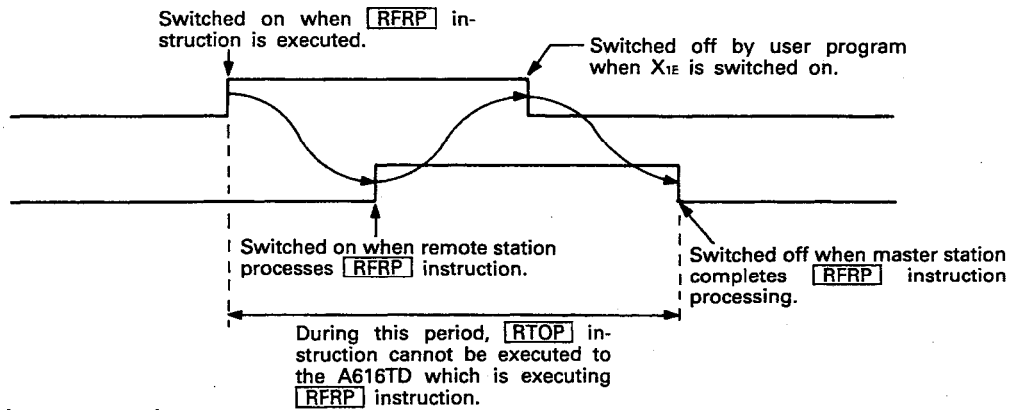 Switched on when RFRP in-
struction is executed.
Switched off by user program
when X1E is switched on.
Switched on when remote station
processes RFRP instruction.
Switched off when master station
completes RFRP instruction
processing.
During this period, RTOP in-
struction cannot be executed to
the A616TD which is executing
RFRP instruction.